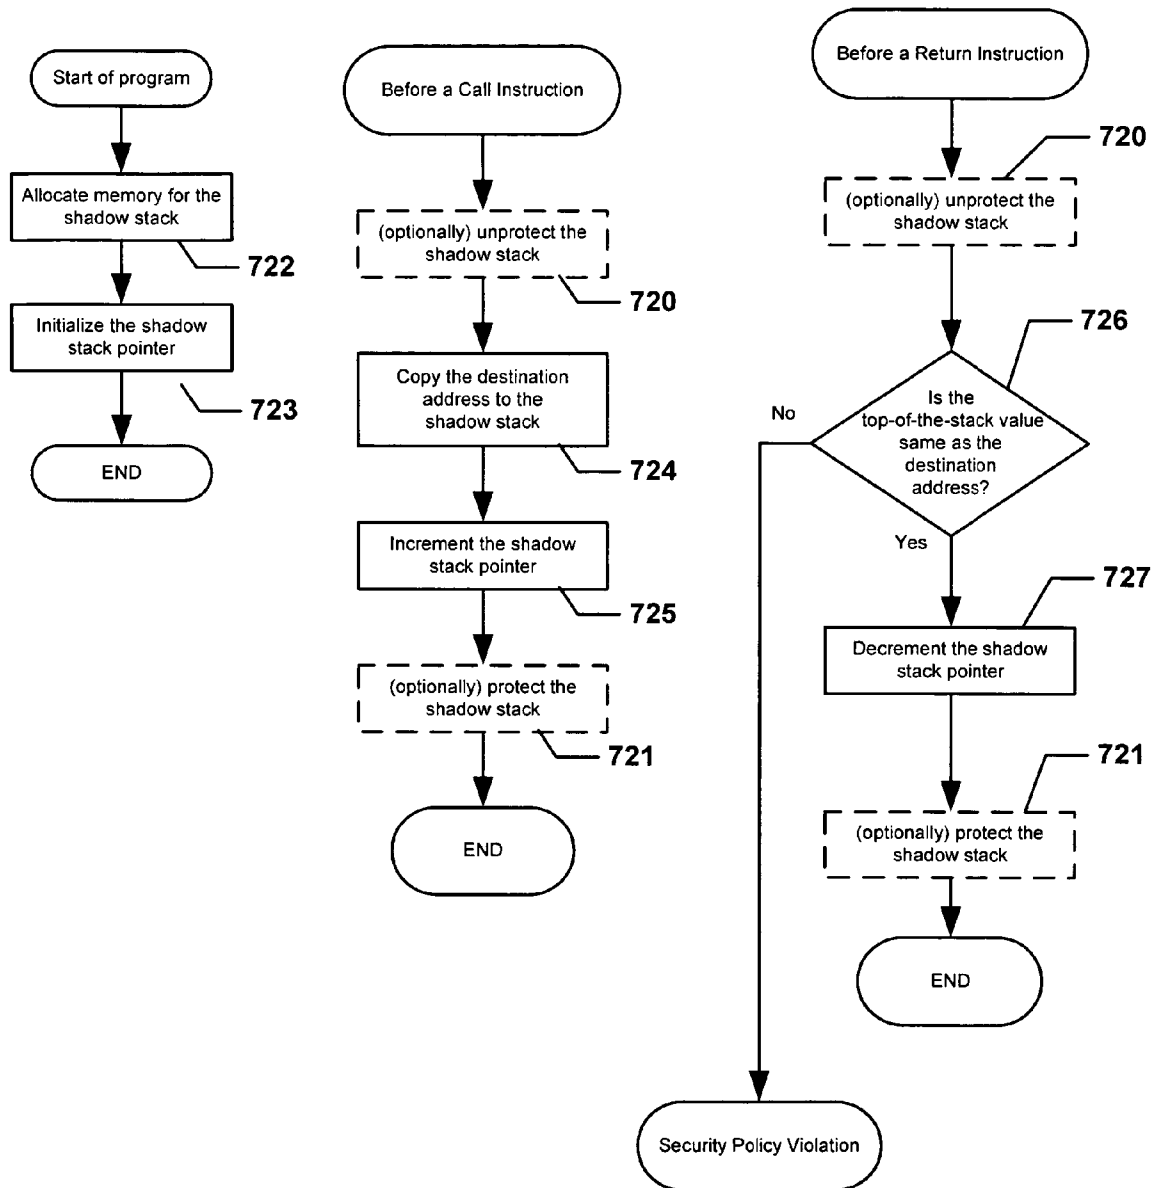 Start of program
Allocate memory for the
shadow stack
722
Initialize the shadow
stack pointer
723
END
Before a Call Instruction
(optionally) unprotect the
shadow stack
720
Copy the destination
address to the
shadow stack
724
Increment the shadow
stack pointer
725
(optionally) protect the
shadow stack
721
END
Before a Return Instruction
720
(optionally) unprotect the
shadow stack
726
Is the
top-of-the-stack value
same as the
destination
address?
No
Yes
727
Decrement the shadow
stack pointer
721
(optionally) protect the
shadow stack
END
Security Policy Violation